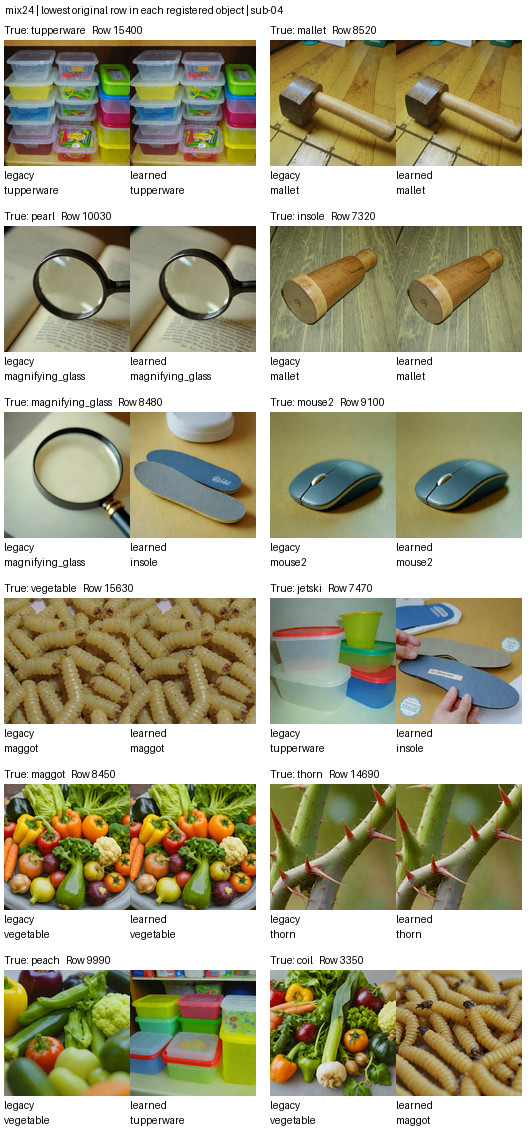 mix24 | lowest original row in each registered object | sub-04
True: tupperware Row 15400
legacy
tupperware
learned
tupperware
True: mallet Row 8520
legacy
mallet
learned
mallet
True: pearl Row 10030
legacy
magnifying_glass
learned
magnifying_glass
True: insole Row 7320
legacy
mallet
learned
mallet
True: magnifying_glass Row 8480
legacy
magnifying_glass
learned
insole
True: mouse2 Row 9100
legacy
mouse2
learned
mouse2
True: vegetable Row 15630
legacy
maggot
learned
maggot
True: jetski Row 7470
legacy
tupperware
learned
insole
True: maggot Row 8450
legacy
vegetable
learned
vegetable
True: thorn Row 14690
legacy
thorn
learned
thorn
True: peach Row 9990
legacy
vegetable
learned
tupperware
True: coil Row 3350
legacy
vegetable
learned
maggot